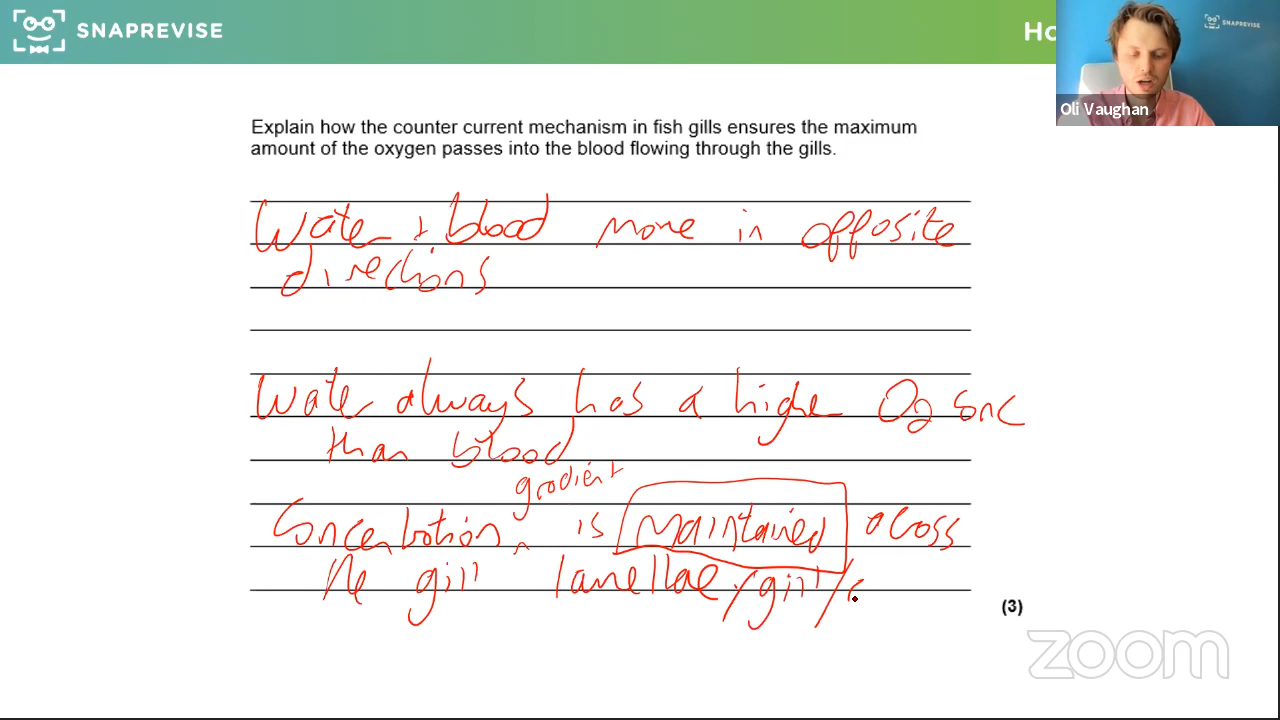 SNAPREVISE
Ho
SNAPREVISE
Oli Vaughan
Explain how the counter current mechanism in fish gills ensures the maximum
amount of the oxygen passes into the blood flowing through the gills.
Water + blood move in opposite
directions
Water always has a higher O2 conc
than blood
gradient
Concentration ^ is maintained across
the gill lamellae / gill /
(3)
zoom